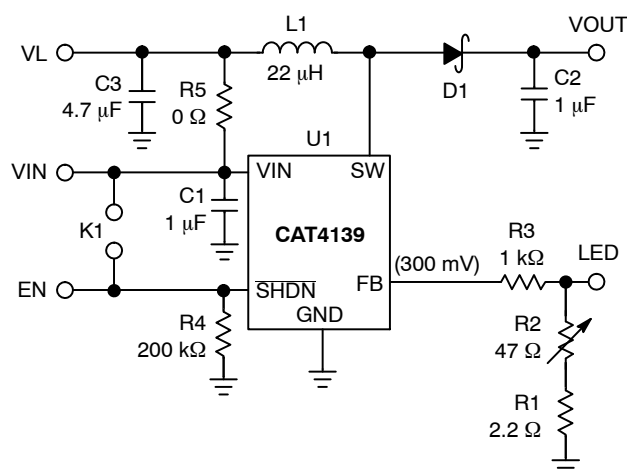 L1
VOUT
VL
22 μH
C3
4.7 μF
R5
0 Ω
D1
C2
1 μF
U1
VIN
VIN
SW
C1
1 μF
K1
CAT4139
R3
1 kΩ
LED
(300 mV)
EN
SHDN
FB
GND
R4
200 kΩ
R2
47 Ω
R1
2.2 Ω